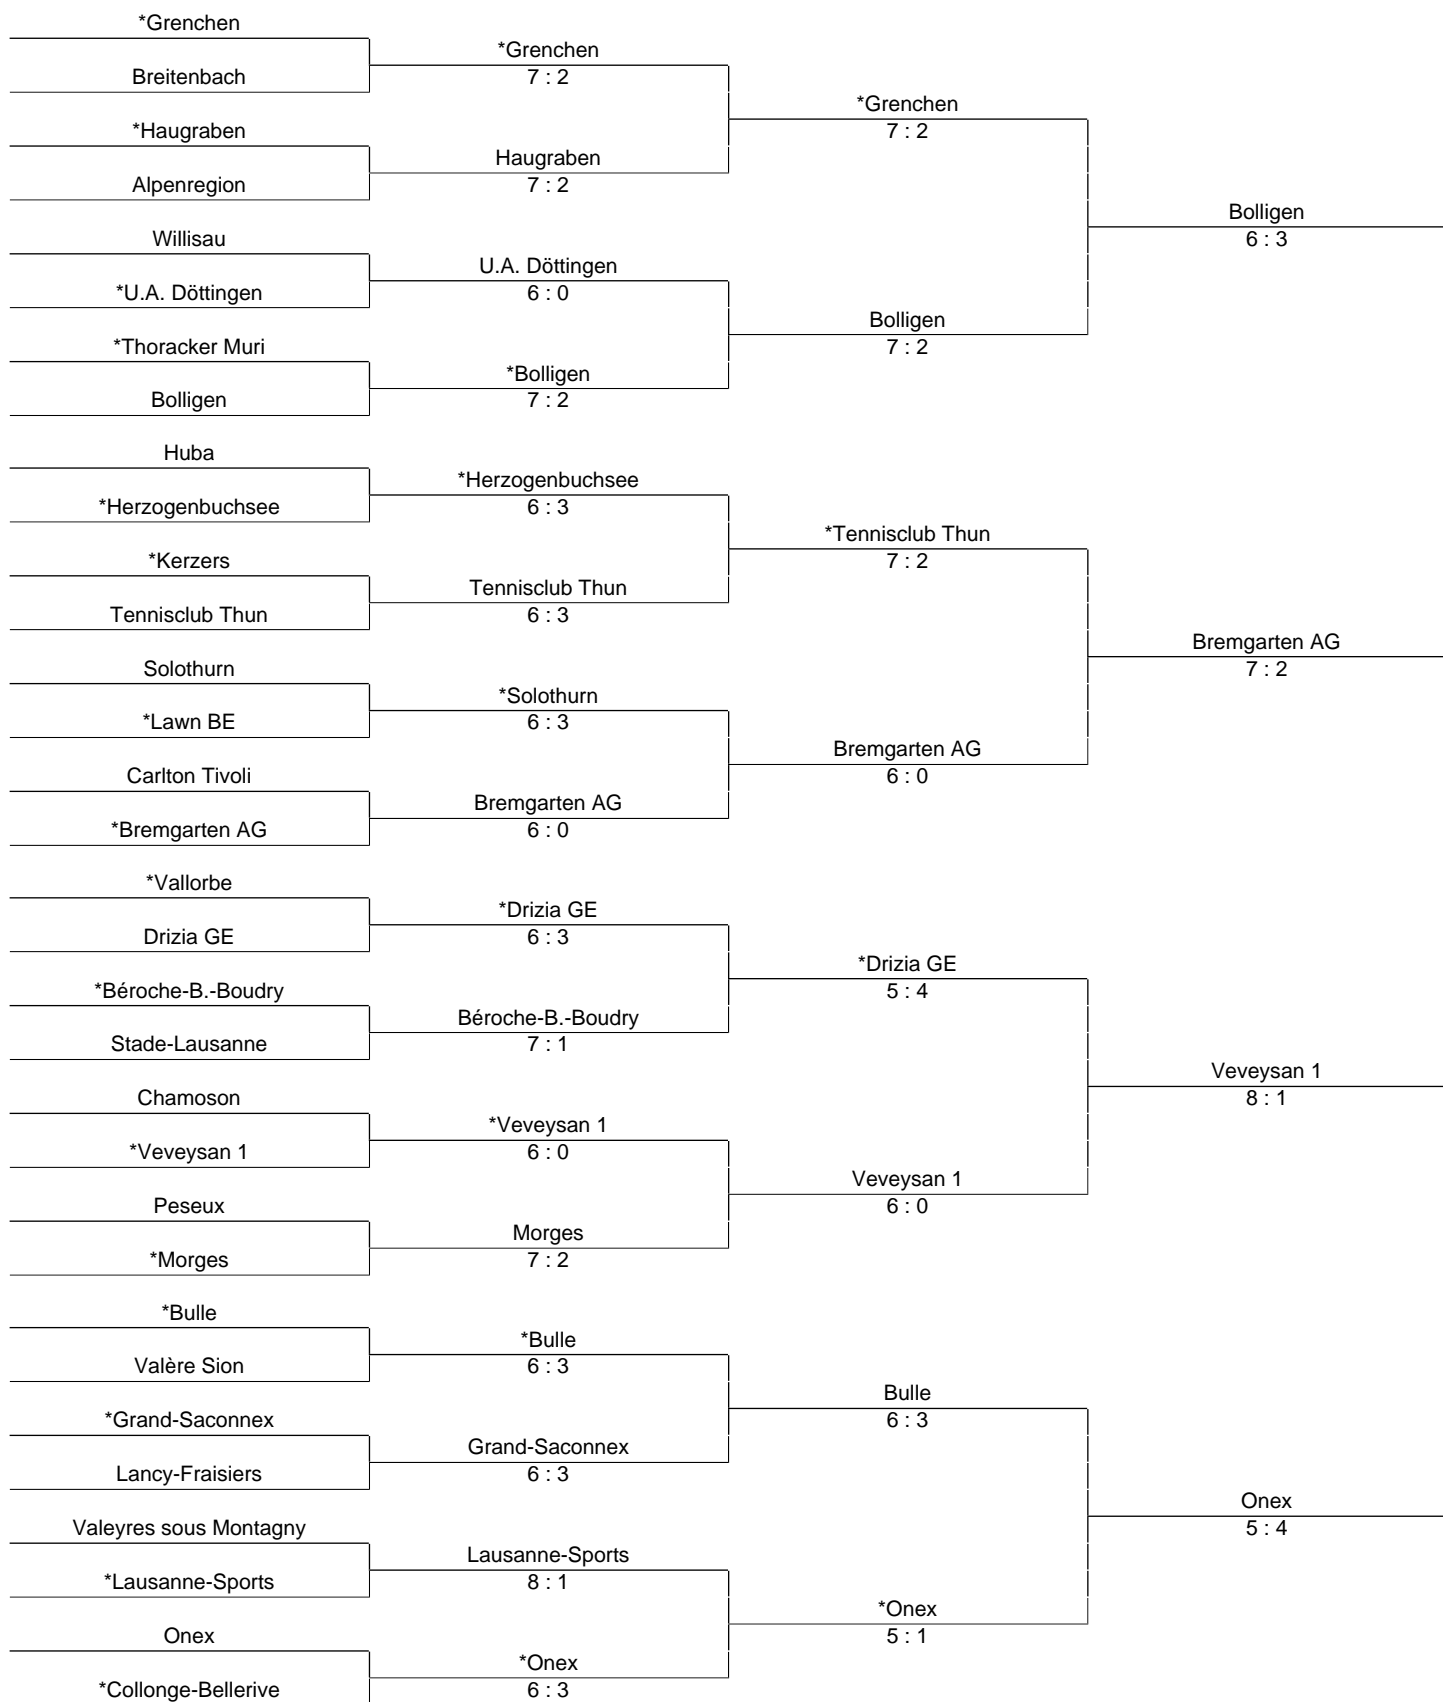 *Grenchen
Breitenbach
*Haugraben
Alpenregion
Willisau
*U.A. Döttingen
*Thoracker Muri
Bolligen
Huba
*Herzogenbuchsee
*Kerzers
Tennisclub Thun
Solothurn
*Lawn BE
Carlton Tivoli
*Bremgarten AG
*Vallorbe
Drizia GE
*Béroche-B.-Boudry
Stade-Lausanne
Chamoson
*Veveysan 1
Peseux
*Morges
*Bulle
Valère Sion
*Grand-Saconnex
Lancy-Fraisiers
Valeyres sous Montagny
*Lausanne-Sports
Onex
*Collonge-Bellerive
*Grenchen
7 : 2
Haugraben
7 : 2
U.A. Döttingen
6 : 0
*Bolligen
7 : 2
*Herzogenbuchsee
6 : 3
Tennisclub Thun
6 : 3
*Solothurn
6 : 3
Bremgarten AG
6 : 0
*Drizia GE
6 : 3
Béroche-B.-Boudry
7 : 1
*Veveysan 1
6 : 0
Morges
7 : 2
*Bulle
6 : 3
Grand-Saconnex
6 : 3
Lausanne-Sports
8 : 1
*Onex
6 : 3
*Grenchen
7 : 2
Bolligen
7 : 2
*Tennisclub Thun
7 : 2
Bremgarten AG
6 : 0
*Drizia GE
5 : 4
Veveysan 1
6 : 0
Bulle
6 : 3
*Onex
5 : 1
Bolligen
6 : 3
Bremgarten AG
7 : 2
Veveysan 1
8 : 1
Onex
5 : 4